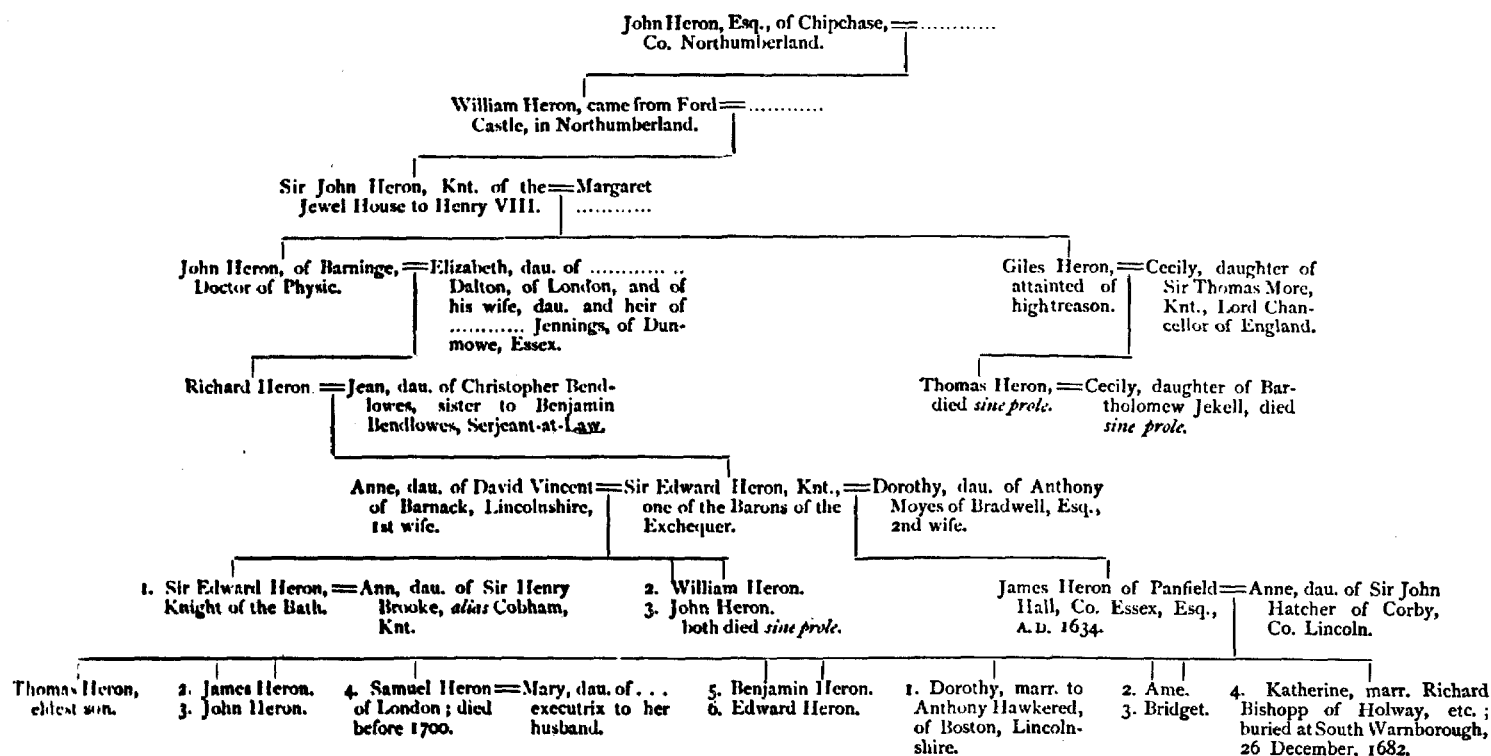 John Heron, Esq., of Chipchase, = ............
Co. Northumberland.
William Heron, came from Ford = ............
Castle, in Northumberland.
Sir John Heron, Knt. of the = Margaret
Jewel House to Henry VIII. ............
John Heron, of Barninge, = Elizabeth, dau. of ............ ..
Doctor of Physic. Dalton, of London, and of
his wife, dau. and heir of
............ Jennings, of Dun-
mowe, Essex.
Giles Heron, = Cecily, daughter of
attainted of Sir Thomas More,
high treason. Knt., Lord Chan-
cellor of England.
Richard Heron = Jean, dau. of Christopher Bend-
lowes, sister to Benjamin
Bendlowes, Serjeant-at-Law.
Thomas Heron, = Cecily, daughter of Bar-
died sine prole. tholomew Jekell, died
sine prole.
Anne, dau. of David Vincent = Sir Edward Heron, Knt., = Dorothy, dau. of Anthony
of Barnack, Lincolnshire, one of the Barons of the Moyes of Bradwell, Esq.,
1st wife. Exchequer. 2nd wife.
1. Sir Edward Heron, = Ann, dau. of Sir Henry
Knight of the Bath. Brooke, alias Cobham,
Knt.
2. William Heron.
3. John Heron.
both died sine prole.
James Heron of Panfield = Anne, dau. of Sir John
Hall, Co. Essex, Esq., Hatcher of Corby,
A.D. 1634. Co. Lincoln.
Thomas Heron,
eldest son.
2. James Heron.
3. John Heron.
4. Samuel Heron = Mary, dau. of ...
of London; died executrix to her
before 1700. husband.
5. Benjamin Heron.
6. Edward Heron.
1. Dorothy, marr. to
Anthony Hawkered,
of Boston, Lincoln-
shire.
2. Ame.
3. Bridget.
4. Katherine, marr. Richard
Bishopp of Holway, etc.;
buried at South Warnborough,
26 December, 1682.